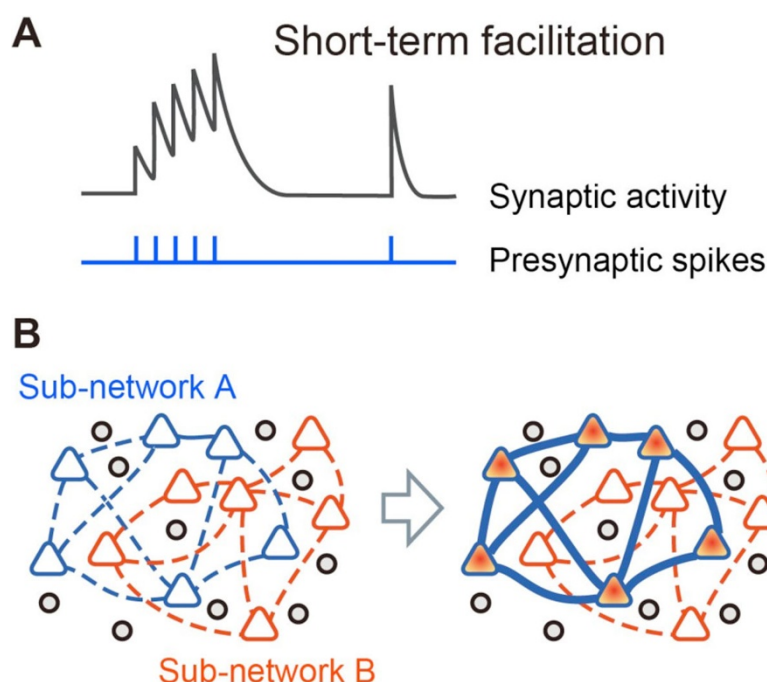 A
Short-term facilitation
Synaptic activity
Presynaptic spikes
B
Sub-network A
Sub-network B